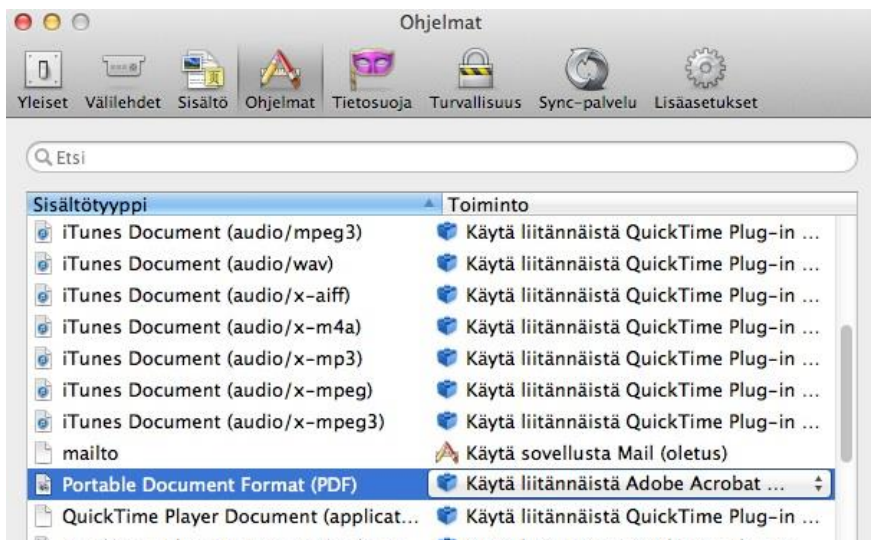 Ohjelmat
Yleiset Välilehdet Sisältö Ohjelmat Tietosuoja Turvallisuus Sync-palvelu Lisäasetukset
Etsi
Sisältötyyppi Toiminto
iTunes Document (audio/mpeg3) Käytä liitännäistä QuickTime Plug-in ...
iTunes Document (audio/wav) Käytä liitännäistä QuickTime Plug-in ...
iTunes Document (audio/x-aiff) Käytä liitännäistä QuickTime Plug-in ...
iTunes Document (audio/x-m4a) Käytä liitännäistä QuickTime Plug-in ...
iTunes Document (audio/x-mp3) Käytä liitännäistä QuickTime Plug-in ...
iTunes Document (audio/x-mpeg) Käytä liitännäistä QuickTime Plug-in ...
iTunes Document (audio/x-mpeg3) Käytä liitännäistä QuickTime Plug-in ...
mailto Käytä sovellusta Mail (oletus)
Portable Document Format (PDF) Käytä liitännäistä Adobe Acrobat ...
QuickTime Player Document (applicat... Käytä liitännäistä QuickTime Plug-in ...